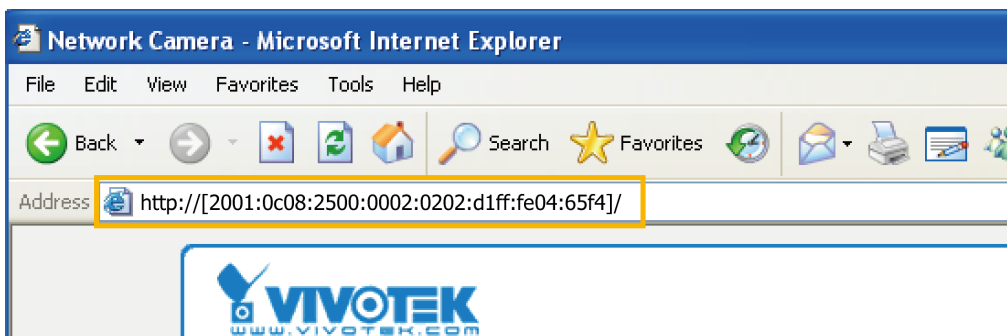 Network Camera - Microsoft Internet Explorer
File Edit View Favorites Tools Help
Back Search Favorites
Address http://[2001:0c08:2500:0002:0202:d1ff:fe04:65f4]/
VIVOTEK
www.vivotek.com